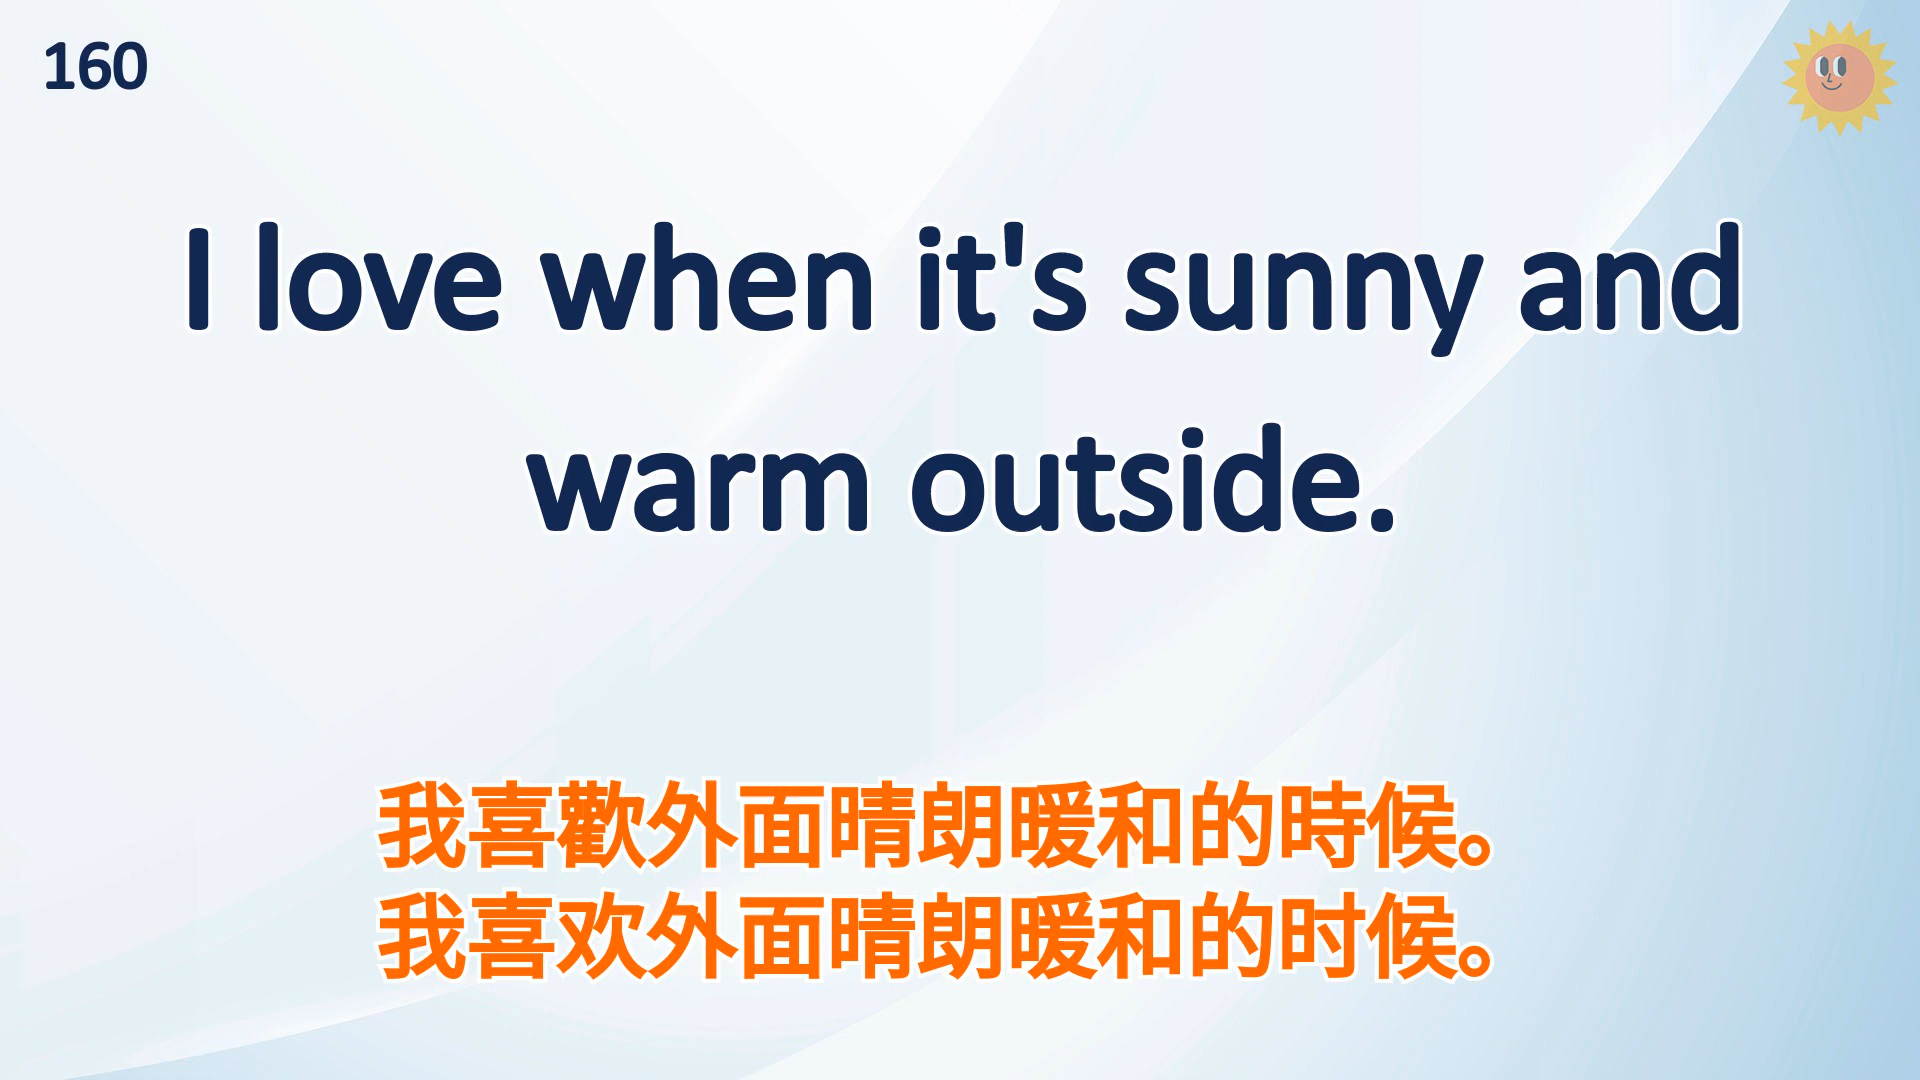 160
I love when it's sunny and
warm outside.
我喜歡外面晴朗暖和的時候。
我喜欢外面晴朗暖和的时候。